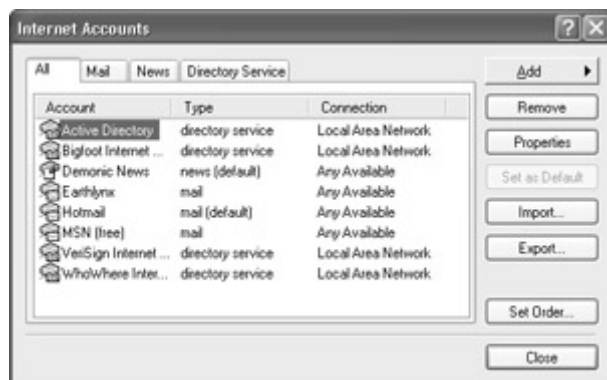 Internet Accounts
All Mail News Directory Service
Add
Account Type Connection
Remove
Active Directory directory service Local Area Network
Bigfoot Internet ... directory service Local Area Network
Properties
Demonic News news (default) Any Available
Earthlynx mail Any Available
Set as Default
Hotmail mail (default) Any Available
Import...
MSN (free) mail Any Available
VeriSign Internet ... directory service Local Area Network
Export...
WhoWhere Inter... directory service Local Area Network
Set Order...
Close